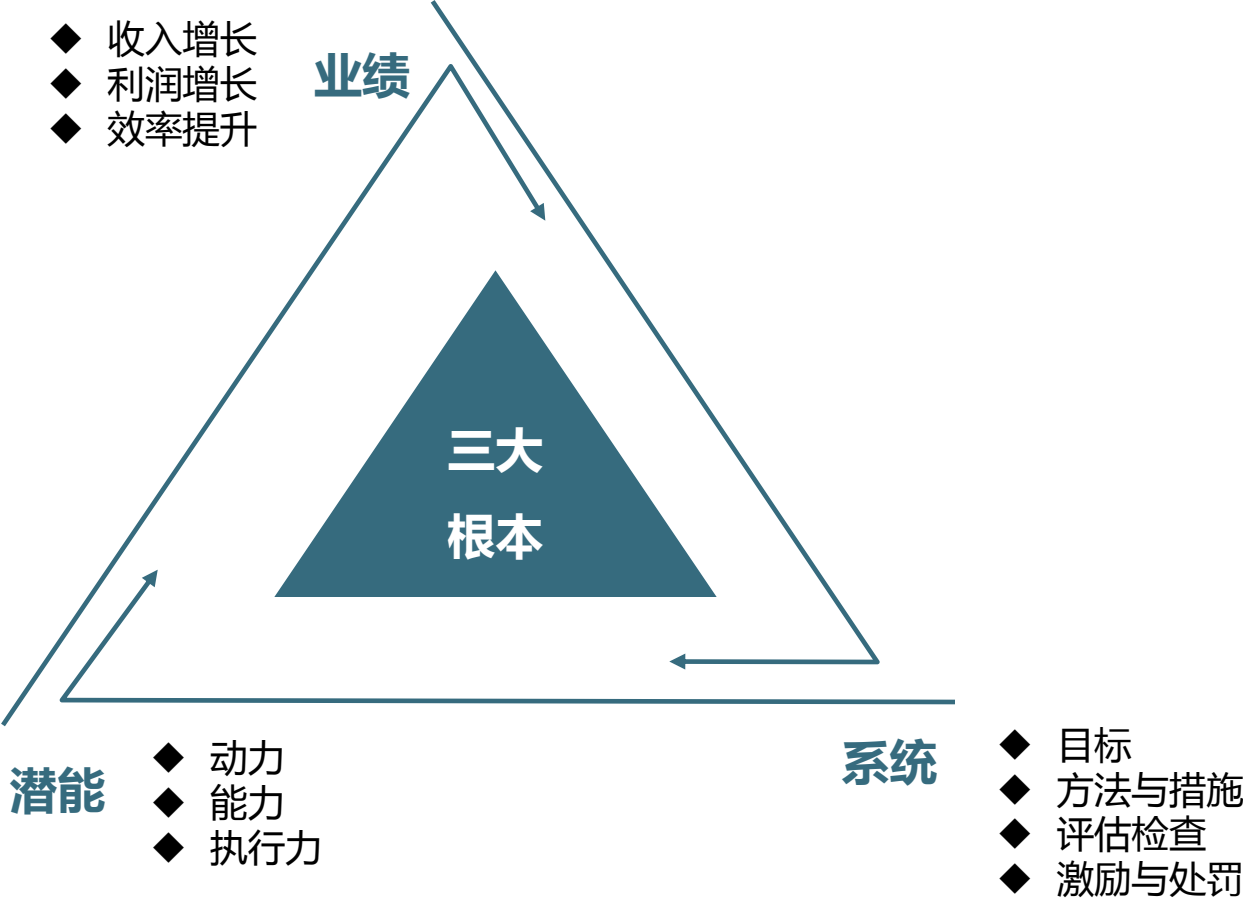 收入增长
利润增长
效率提升
业绩
三大
根本
潜能
动力
能力
执行力
系统
目标
方法与措施
评估检查
激励与处罚